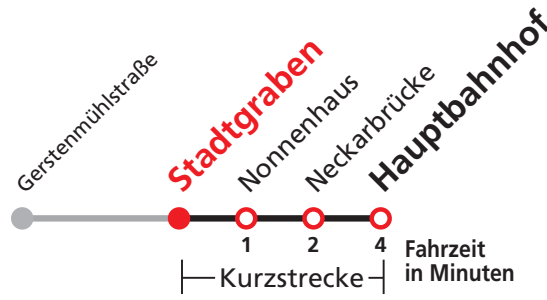 Gerstenmühlstraße
Stadtgraben
Nonnenhaus
Neckarbrücke
Hauptbahnhof
1 2 4 Fahrzeit
in Minuten
Kurzstrecke